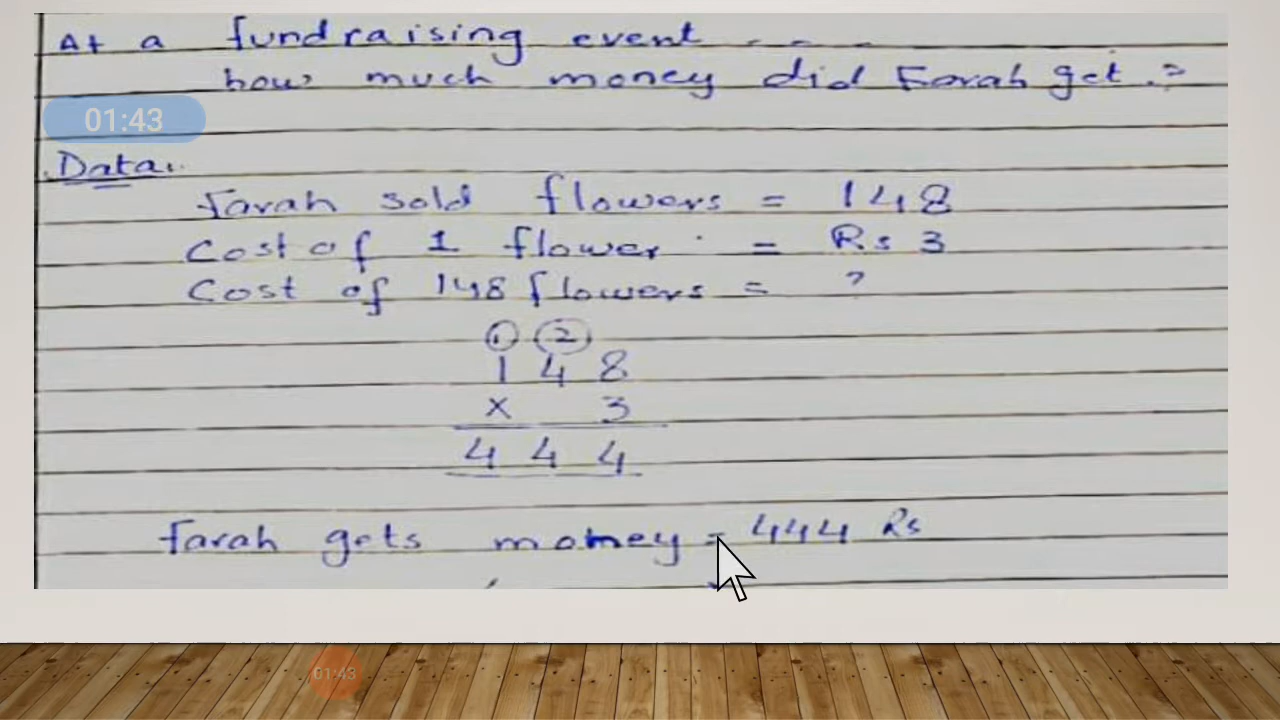 At a fundraising event - - -
how much money did Farah get.?
01:43
Data:
Farah sold flowers = 148
Cost of 1 flower = Rs 3
Cost of 148 flowers = ?
1 2
1 4 8
x 3
4 4 4
Farah gets money = 444 Rs
01:43